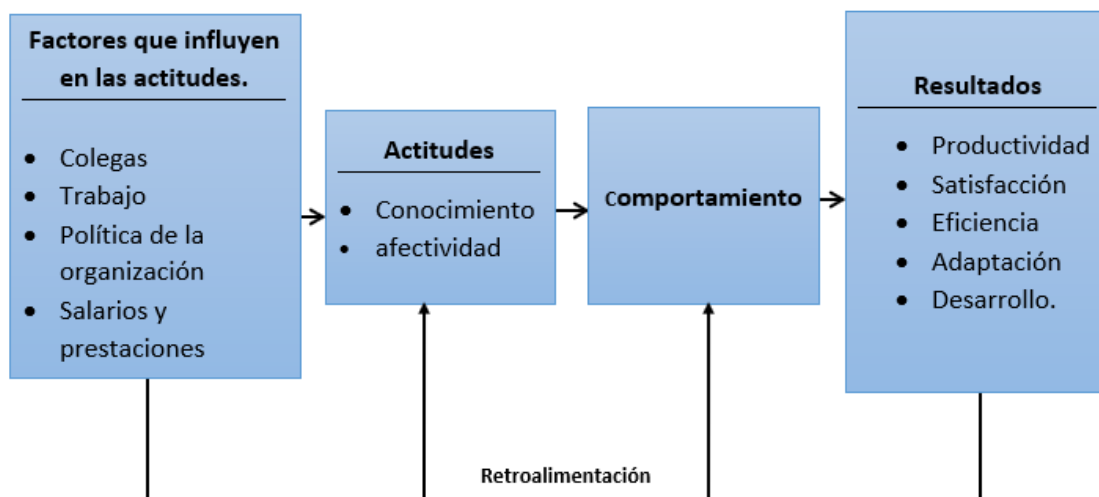 Factores que influyen
en las actitudes.
• Colegas
• Trabajo
• Política de la
organización
• Salarios y
prestaciones
Actitudes
• Conocimiento
• afectividad
Comportamiento
Resultados
• Productividad
• Satisfacción
• Eficiencia
• Adaptación
• Desarrollo.
Retroalimentación